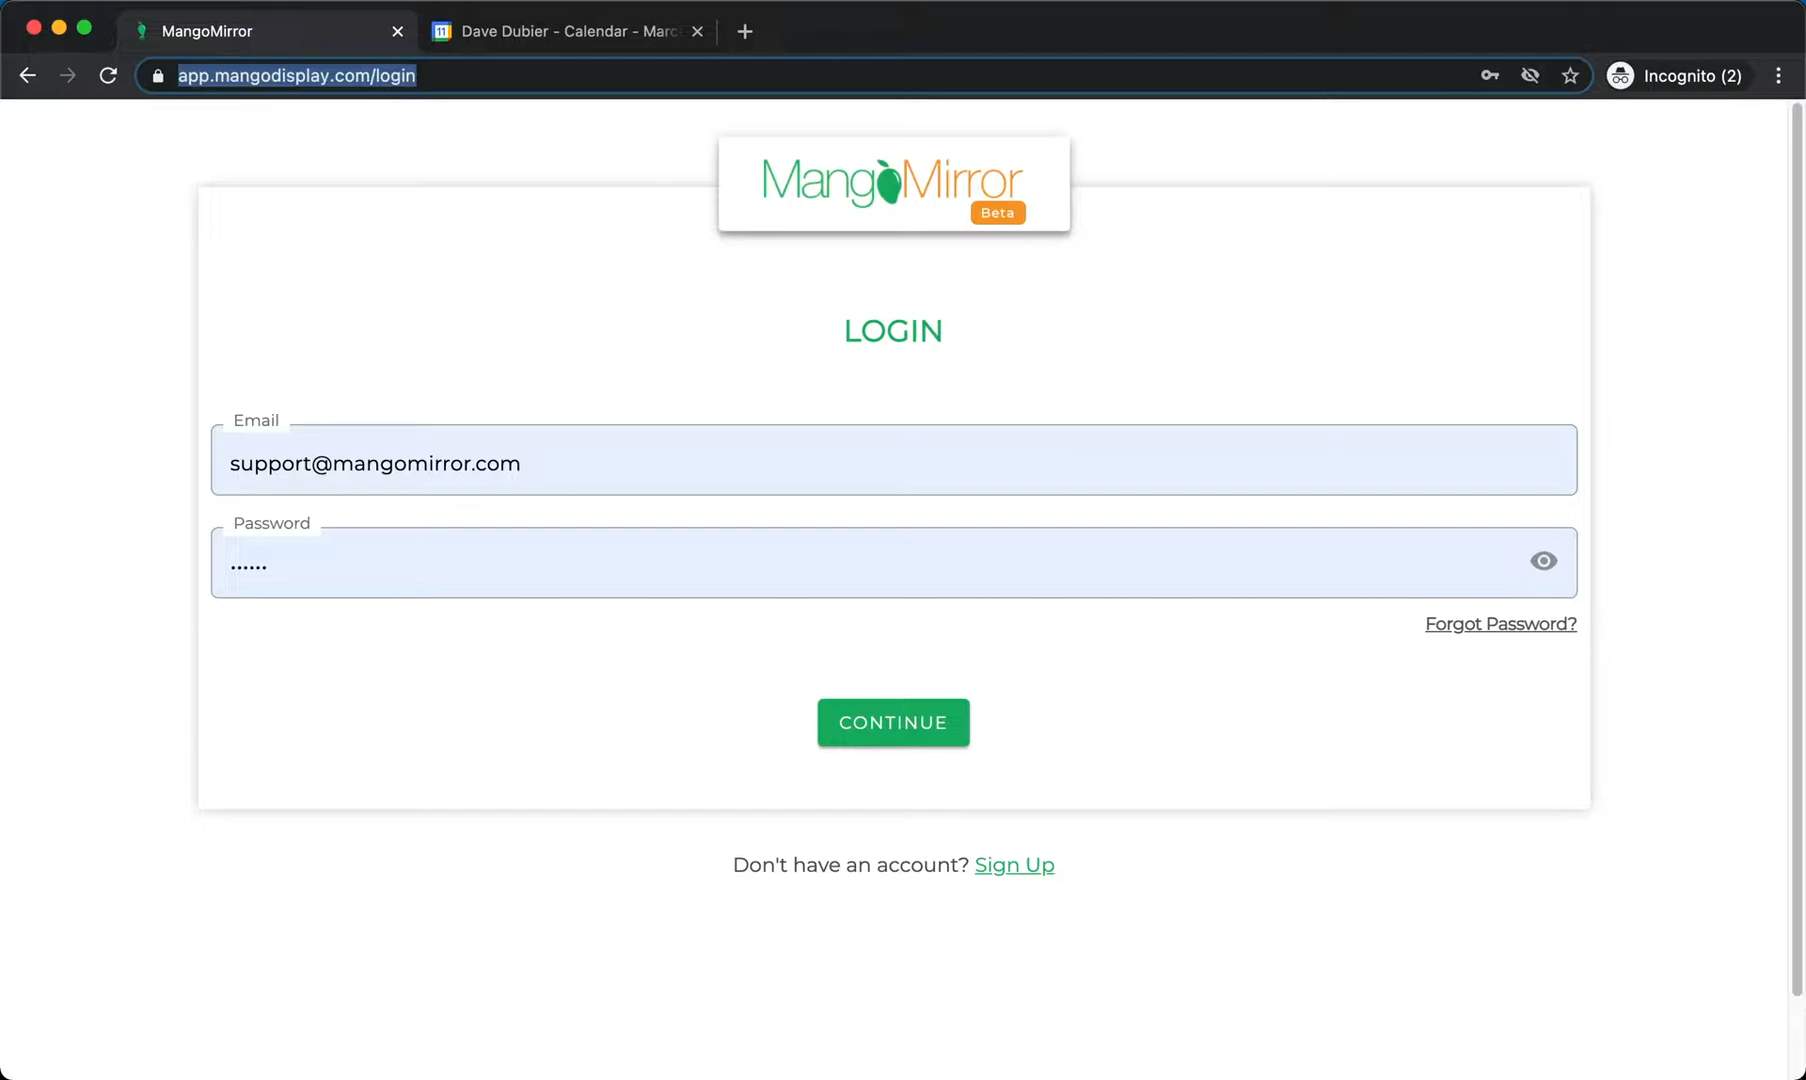 MangoMirror
11 Dave Dubier - Calendar - Marc
app.mangodisplay.com/login
Incognito (2)
MangoMirror
Beta
LOGIN
Email
support@mangomirror.com
Password
••••••
Forgot Password?
CONTINUE
Don't have an account? Sign Up